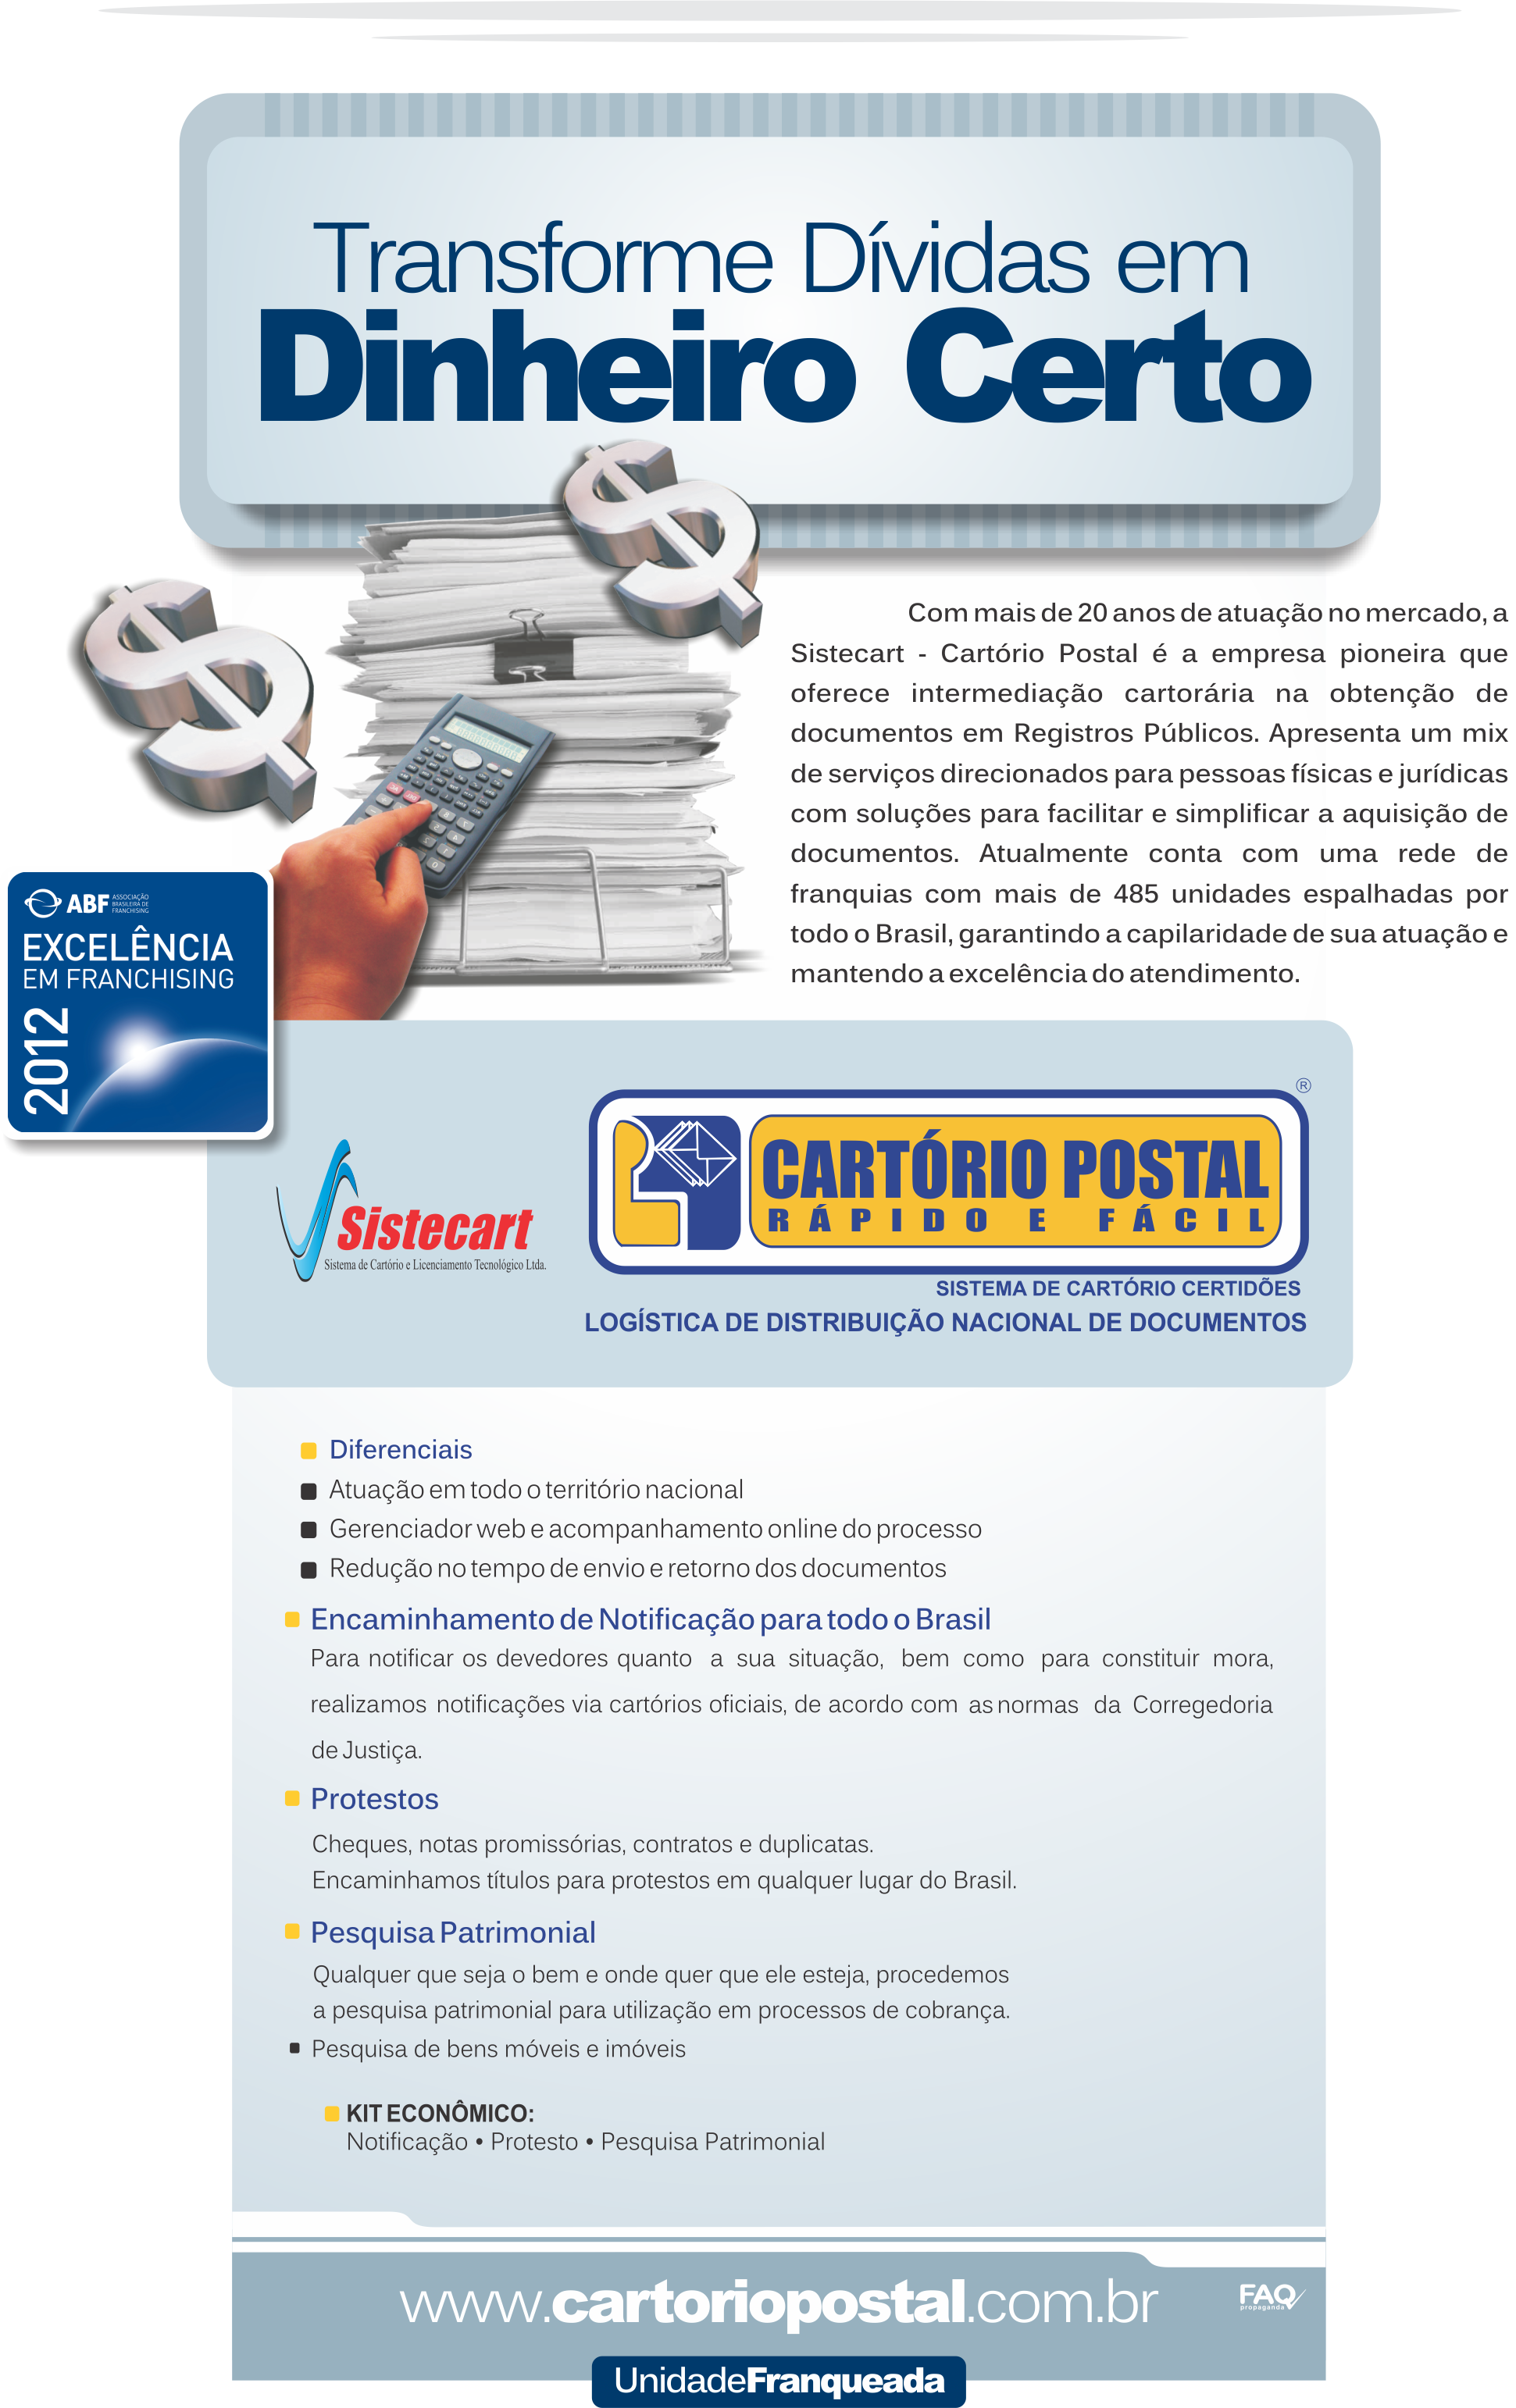 Transforme Dívidas em
Dinheiro Certo
Com mais de 20 anos de atuação no mercado, a
Sistecart - Cartório Postal é a empresa pioneira que
oferece intermediação cartorária na obtenção de
documentos em Registros Públicos. Apresenta um mix
de serviços direcionados para pessoas físicas e jurídicas
com soluções para facilitar e simplificar a aquisição de
documentos. Atualmente conta com uma rede de
franquias com mais de 485 unidades espalhadas por
todo o Brasil, garantindo a capilaridade de sua atuação e
mantendo a excelência do atendimento.
ABF ASSOCIAÇÃO
BRASILEIRA DE
FRANCHISING
EXCELÊNCIA
EM FRANCHISING
2012
Sistecart
Sistema de Cartório e Licenciamento Tecnológico Ltda.
®
CARTÓRIO POSTAL
RÁPIDO E FÁCIL
SISTEMA DE CARTÓRIO CERTIDÕES
LOGÍSTICA DE DISTRIBUIÇÃO NACIONAL DE DOCUMENTOS
Diferenciais
Atuação em todo o território nacional
Gerenciador web e acompanhamento online do processo
Redução no tempo de envio e retorno dos documentos
Encaminhamento de Notificação para todo o Brasil
Para notificar os devedores quanto a sua situação, bem como para constituir mora,
realizamos notificações via cartórios oficiais, de acordo com as normas da Corregedoria
de Justiça.
Protestos
Cheques, notas promissórias, contratos e duplicatas.
Encaminhamos títulos para protestos em qualquer lugar do Brasil.
Pesquisa Patrimonial
Qualquer que seja o bem e onde quer que ele esteja, procedemos
a pesquisa patrimonial para utilização em processos de cobrança.
Pesquisa de bens móveis e imóveis
KIT ECONÔMICO:
Notificação • Protesto • Pesquisa Patrimonial
www.cartoriopostal.com.br
FAQ
propaganda
UnidadeFranqueada